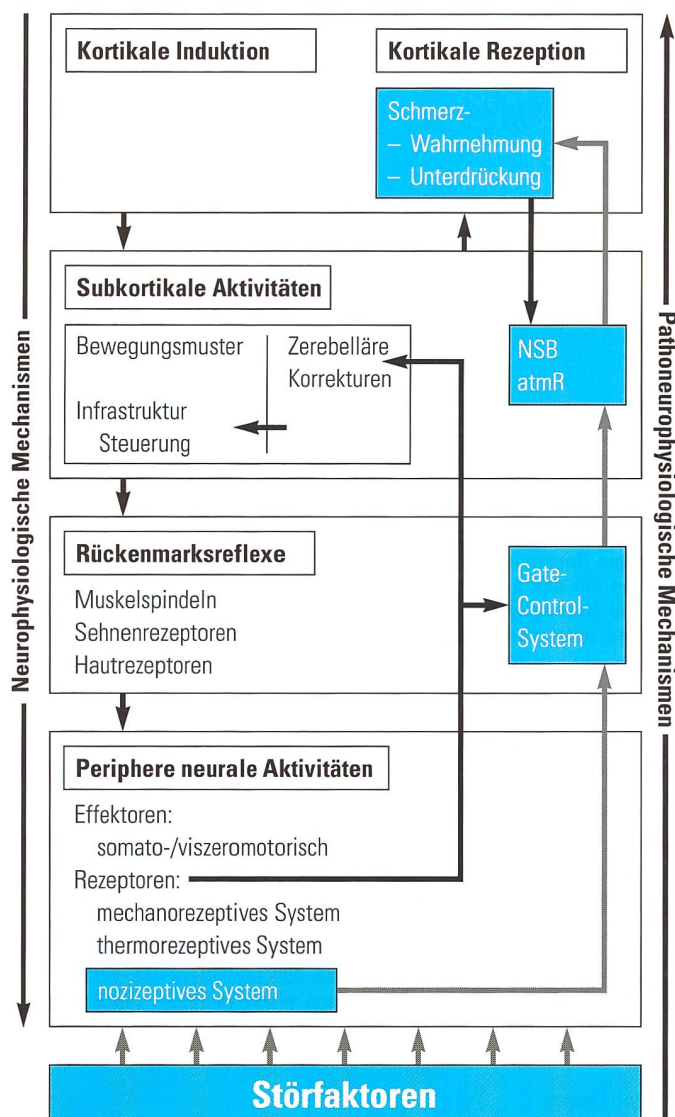 Kortikale Induktion
Kortikale Rezeption
Schmerz-
– Wahrnehmung
– Unterdrückung
Subkortikale Aktivitäten
Bewegungsmuster
Infrastruktur
Steuerung
Zerebelläre
Korrekturen
NSB
atmR
Rückenmarksreflexe
Muskelspindeln
Sehnenrezeptoren
Hautrezeptoren
Gate-
Control-
System
Periphere neurale Aktivitäten
Effektoren:
somato-/viszeromotorisch
Rezeptoren:
mechanorezeptives System
thermorezeptives System
nozizeptives System
Störfaktoren
Neurophysiologische Mechanismen
Pathoneurophysiologische Mechanismen